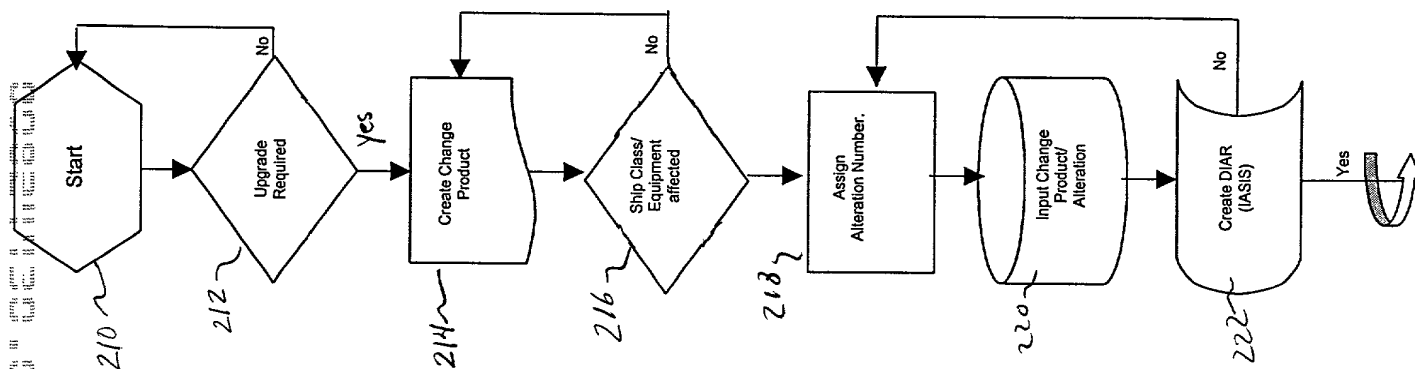 Start
210
Upgrade
Required
No
212
Yes
Create Change
Product
214
Ship Class/
Equipment
affected
No
216
Assign
Alteration Number.
218
Input Change
Product/
Alteration
220
Create DIAR
(IASIS)
No
222
Yes